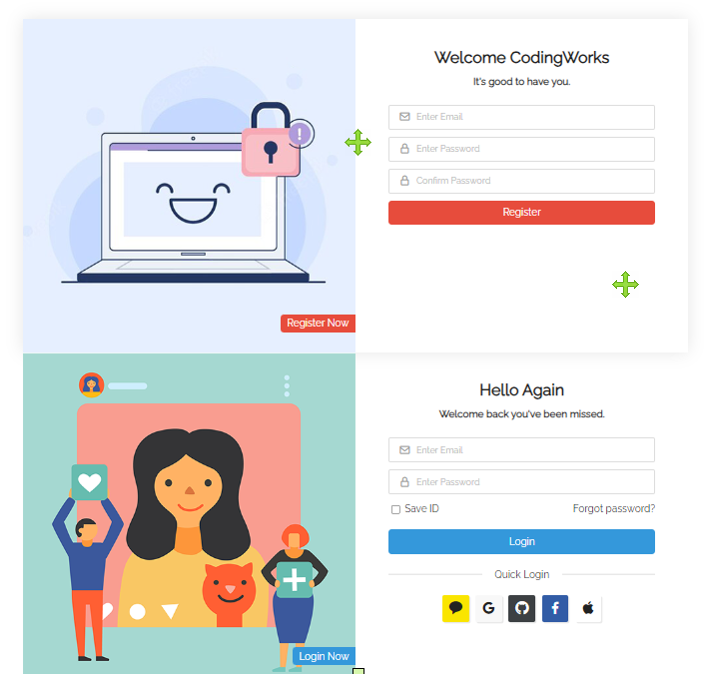 Welcome CodingWorks
It's good to have you.
Enter Email
Enter Password
Confirm Password
Register
Register Now
Hello Again
Welcome back you've been missed.
Enter Email
Enter Password
Save ID
Forgot password?
Login
Quick Login
Login Now